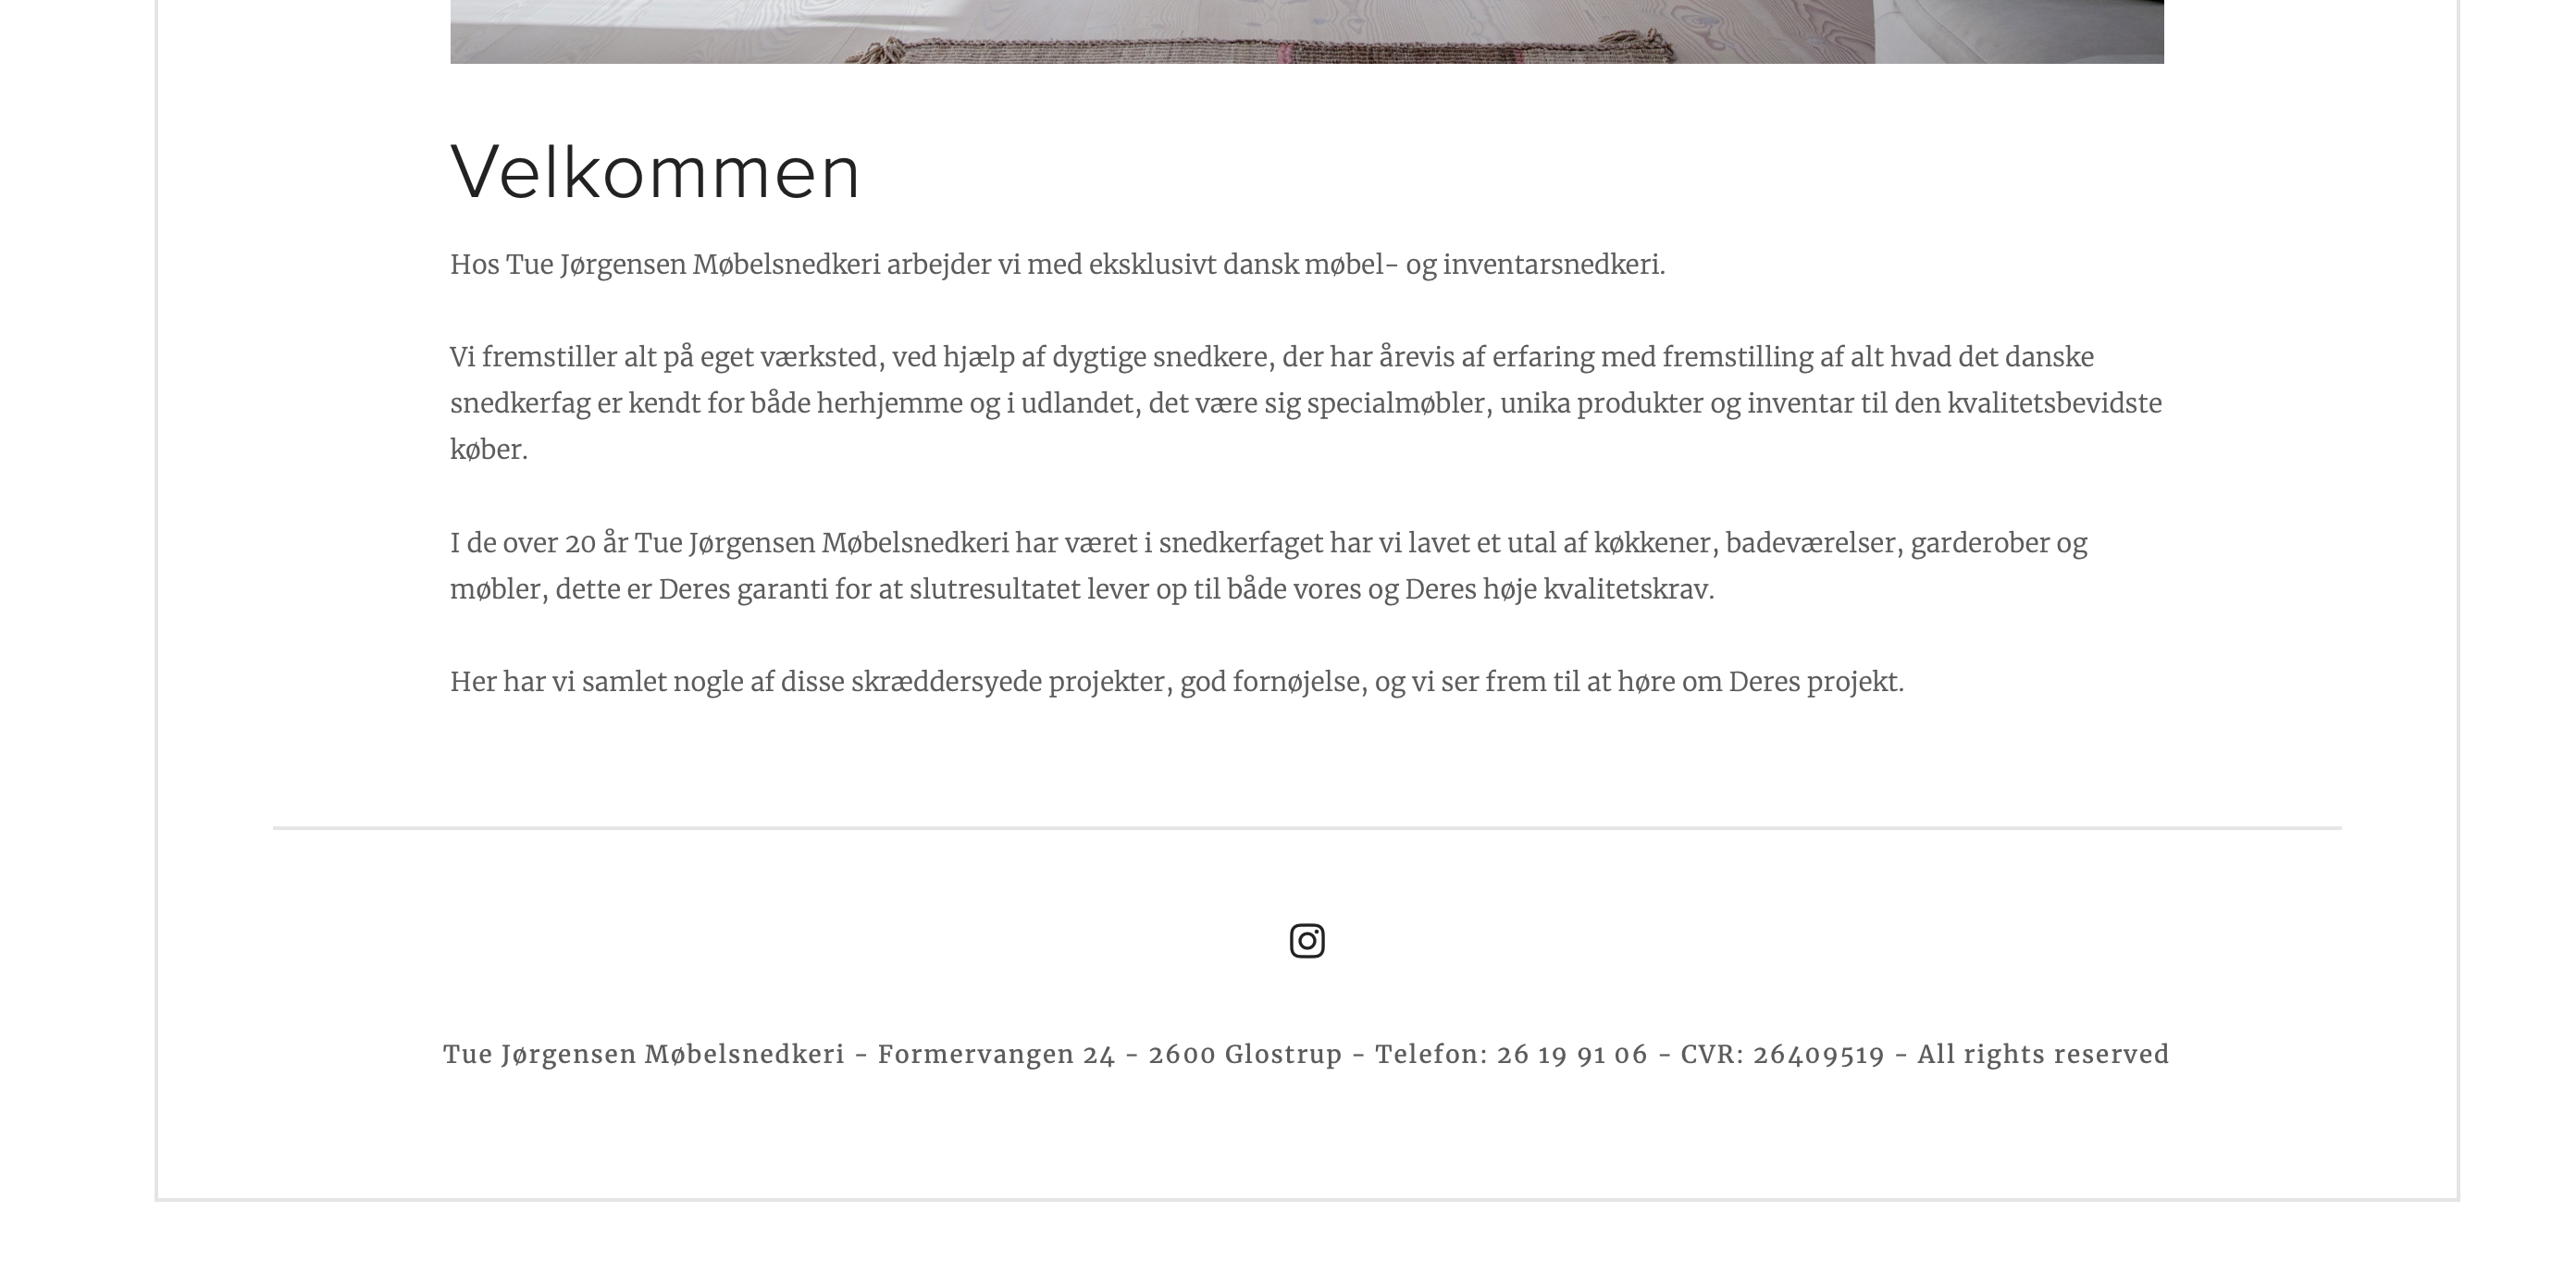 Velkommen
Hos Tue Jørgensen Møbelsnedkeri arbejder vi med eksklusivt dansk møbel- og inventarsnedkeri.
Vi fremstiller alt på eget værksted, ved hjælp af dygtige snedkere, der har årevis af erfaring med fremstilling af alt hvad det danske
snedkerfag er kendt for både herhjemme og i udlandet, det være sig specialmøbler, unika produkter og inventar til den kvalitetsbevidste
køber.
I de over 20 år Tue Jørgensen Møbelsnedkeri har været i snedkerfaget har vi lavet et utal af køkkener, badeværelser, garderober og
møbler, dette er Deres garanti for at slutresultatet lever op til både vores og Deres høje kvalitetskrav.
Her har vi samlet nogle af disse skræddersyede projekter, god fornøjelse, og vi ser frem til at høre om Deres projekt.
Tue Jørgensen Møbelsnedkeri - Formervangen 24 - 2600 Glostrup - Telefon: 26 19 91 06 - CVR: 26409519 - All rights reserved